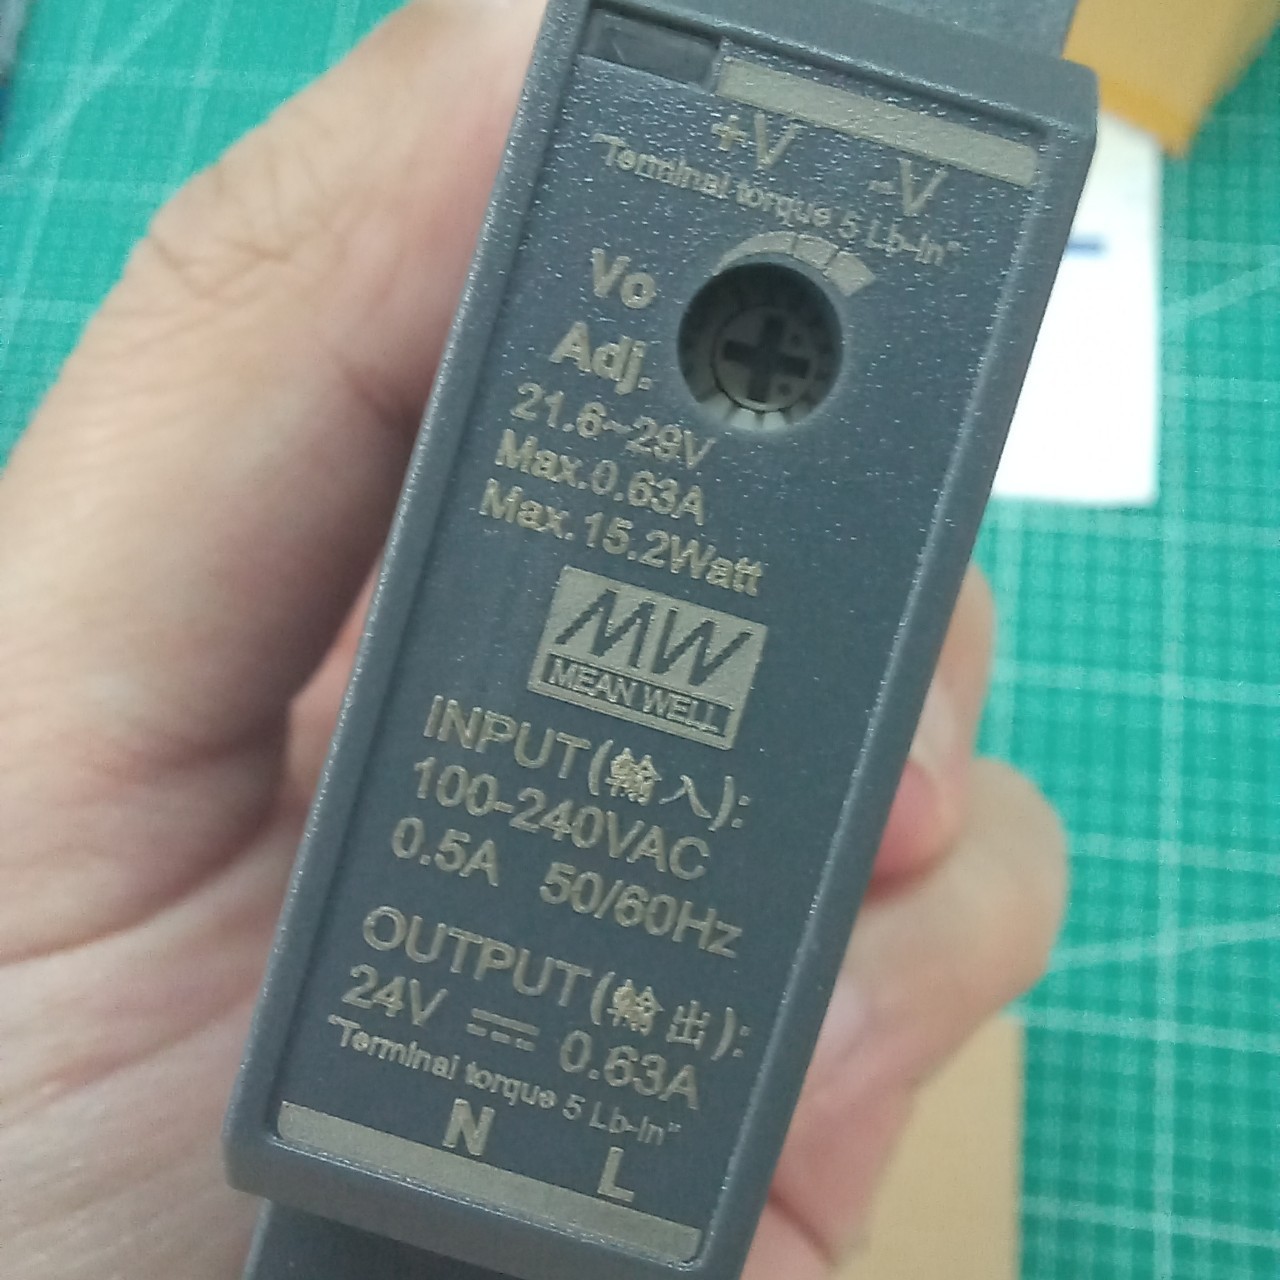 +V -V
"Terminal torque 5 Lb-in"
Vo
Adj.
21.6~29V
Max.0.63A
Max.15.2Watt
MW
MEAN WELL
INPUT(輸入):
100-240VAC
0.5A 50/60Hz
OUTPUT(輸出):
24V ⎓ 0.63A
"Terminal torque 5 Lb-in"
N L